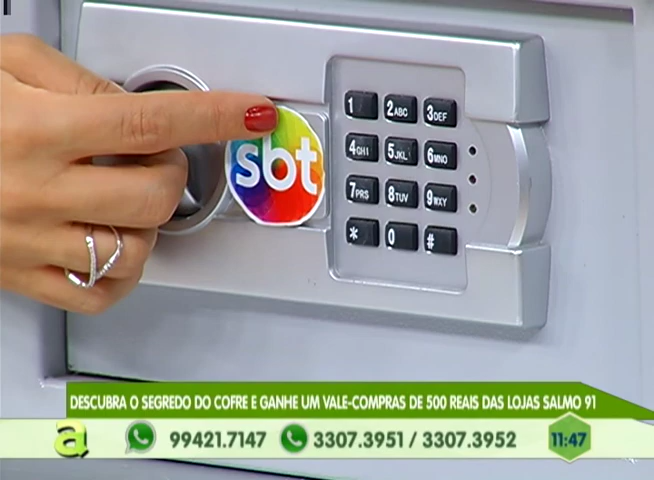 sbt
1 2ABC 3DEF
4GHI 5JKL 6MNO
7PRS 8TUV 9WXY
* 0 #
DESCUBRA O SEGREDO DO COFRE E GANHE UM VALE-COMPRAS DE 500 REAIS DAS LOJAS SALMO 91
a 99421.7147 3307.3951 / 3307.3952 11:47